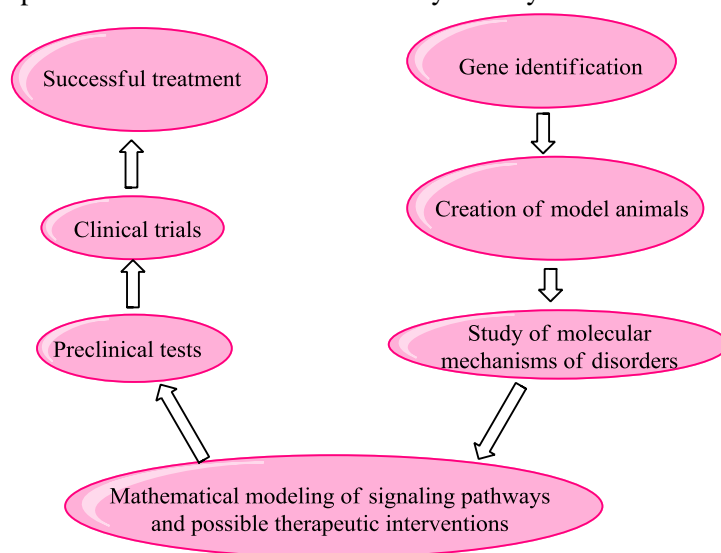 Gene identification
Creation of model animals
Study of molecular
mechanisms of disorders
Mathematical modeling of signaling pathways
and possible therapeutic interventions
Preclinical tests
Clinical trials
Successful treatment